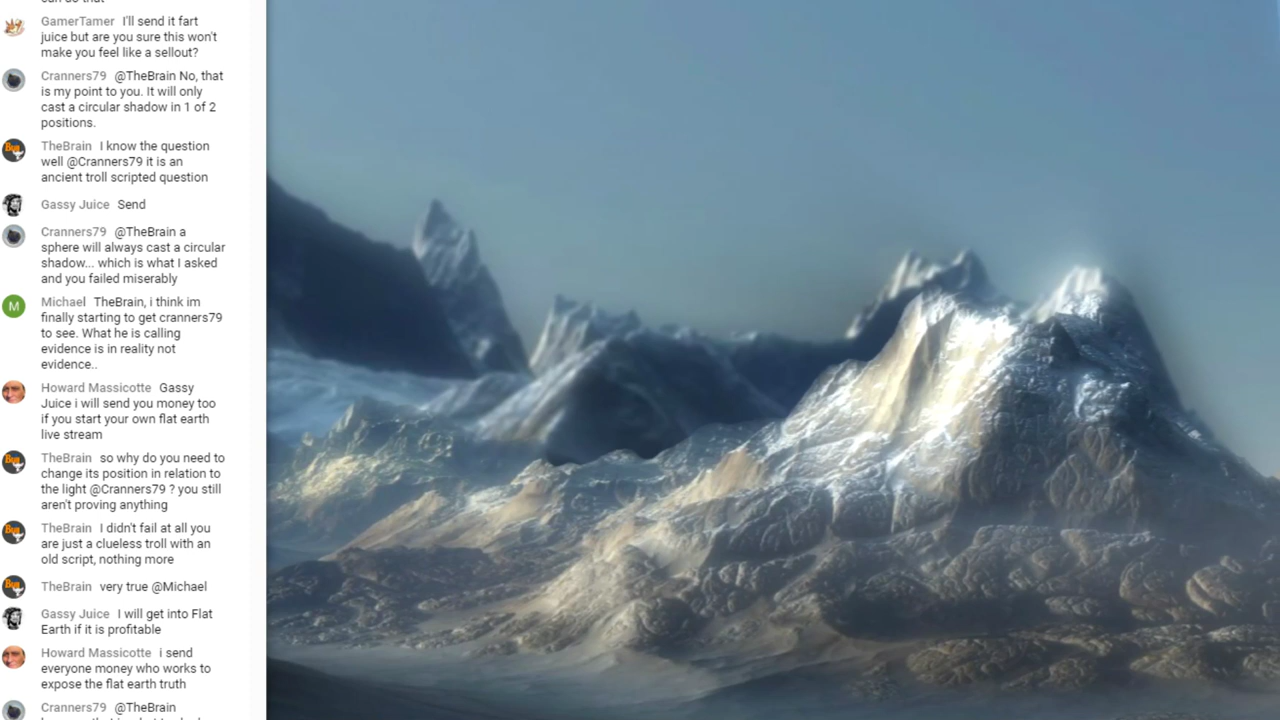 GamerTamer I'll send it fart
juice but are you sure this won't
make you feel like a sellout?
Cranners79 @TheBrain No, that
is my point to you. It will only
cast a circular shadow in 1 of 2
positions.
TheBrain I know the question
well @Cranners79 it is an
ancient troll scripted question
Gassy Juice Send
Cranners79 @TheBrain a
sphere will always cast a circular
shadow... which is what I asked
and you failed miserably
M
Michael TheBrain, i think im
finally starting to get cranners79
to see. What he is calling
evidence is in reality not
evidence..
Howard Massicotte Gassy
Juice i will send you money too
if you start your own flat earth
live stream
TheBrain so why do you need to
change its position in relation to
the light @Cranners79 ? you still
aren't proving anything
TheBrain I didn't fail at all you
are just a clueless troll with an
old script, nothing more
TheBrain very true @Michael
Gassy Juice I will get into Flat
Earth if it is profitable
Howard Massicotte i send
everyone money who works to
expose the flat earth truth
Cranners79 @TheBrain